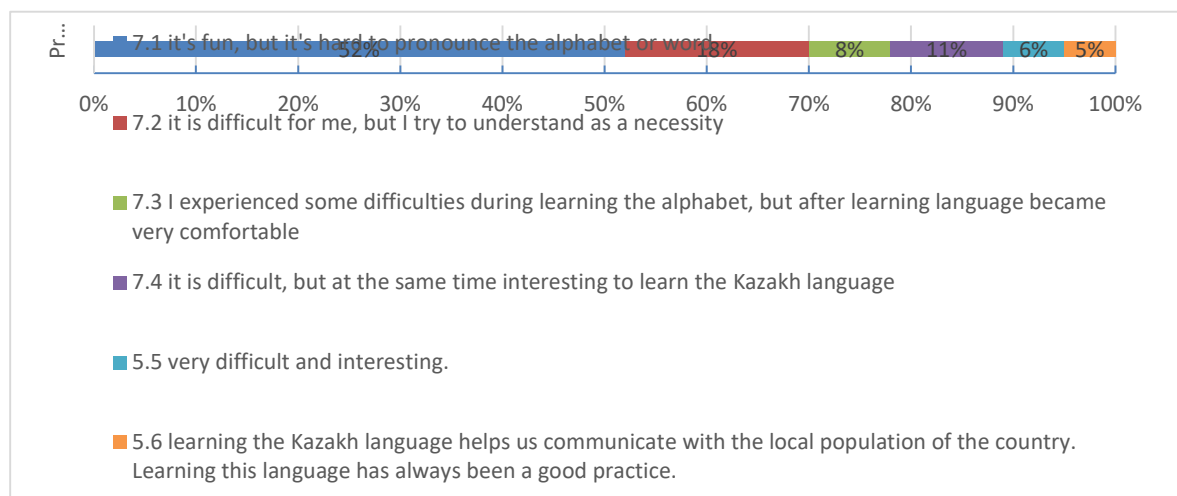 Pr...
7.1 it's fun, but it's hard to pronounce the alphabet or word
52% 18% 8% 11% 6% 5%
0% 10% 20% 30% 40% 50% 60% 70% 80% 90% 100%
7.2 it is difficult for me, but I try to understand as a necessity
7.3 I experienced some difficulties during learning the alphabet, but after learning language became
very comfortable
7.4 it is difficult, but at the same time interesting to learn the Kazakh language
5.5 very difficult and interesting.
5.6 learning the Kazakh language helps us communicate with the local population of the country.
Learning this language has always been a good practice.